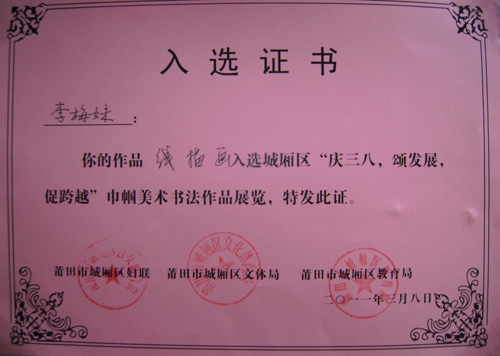 入选证书
李梅妹：
你的作品 线描画入选城厢区“庆三八，颂发展，
促跨越”巾帼美术书法作品展览，特发此证。
莆田市城厢区妇联 莆田市城厢区文体局 莆田市城厢区教育局
二〇一一年三月八日